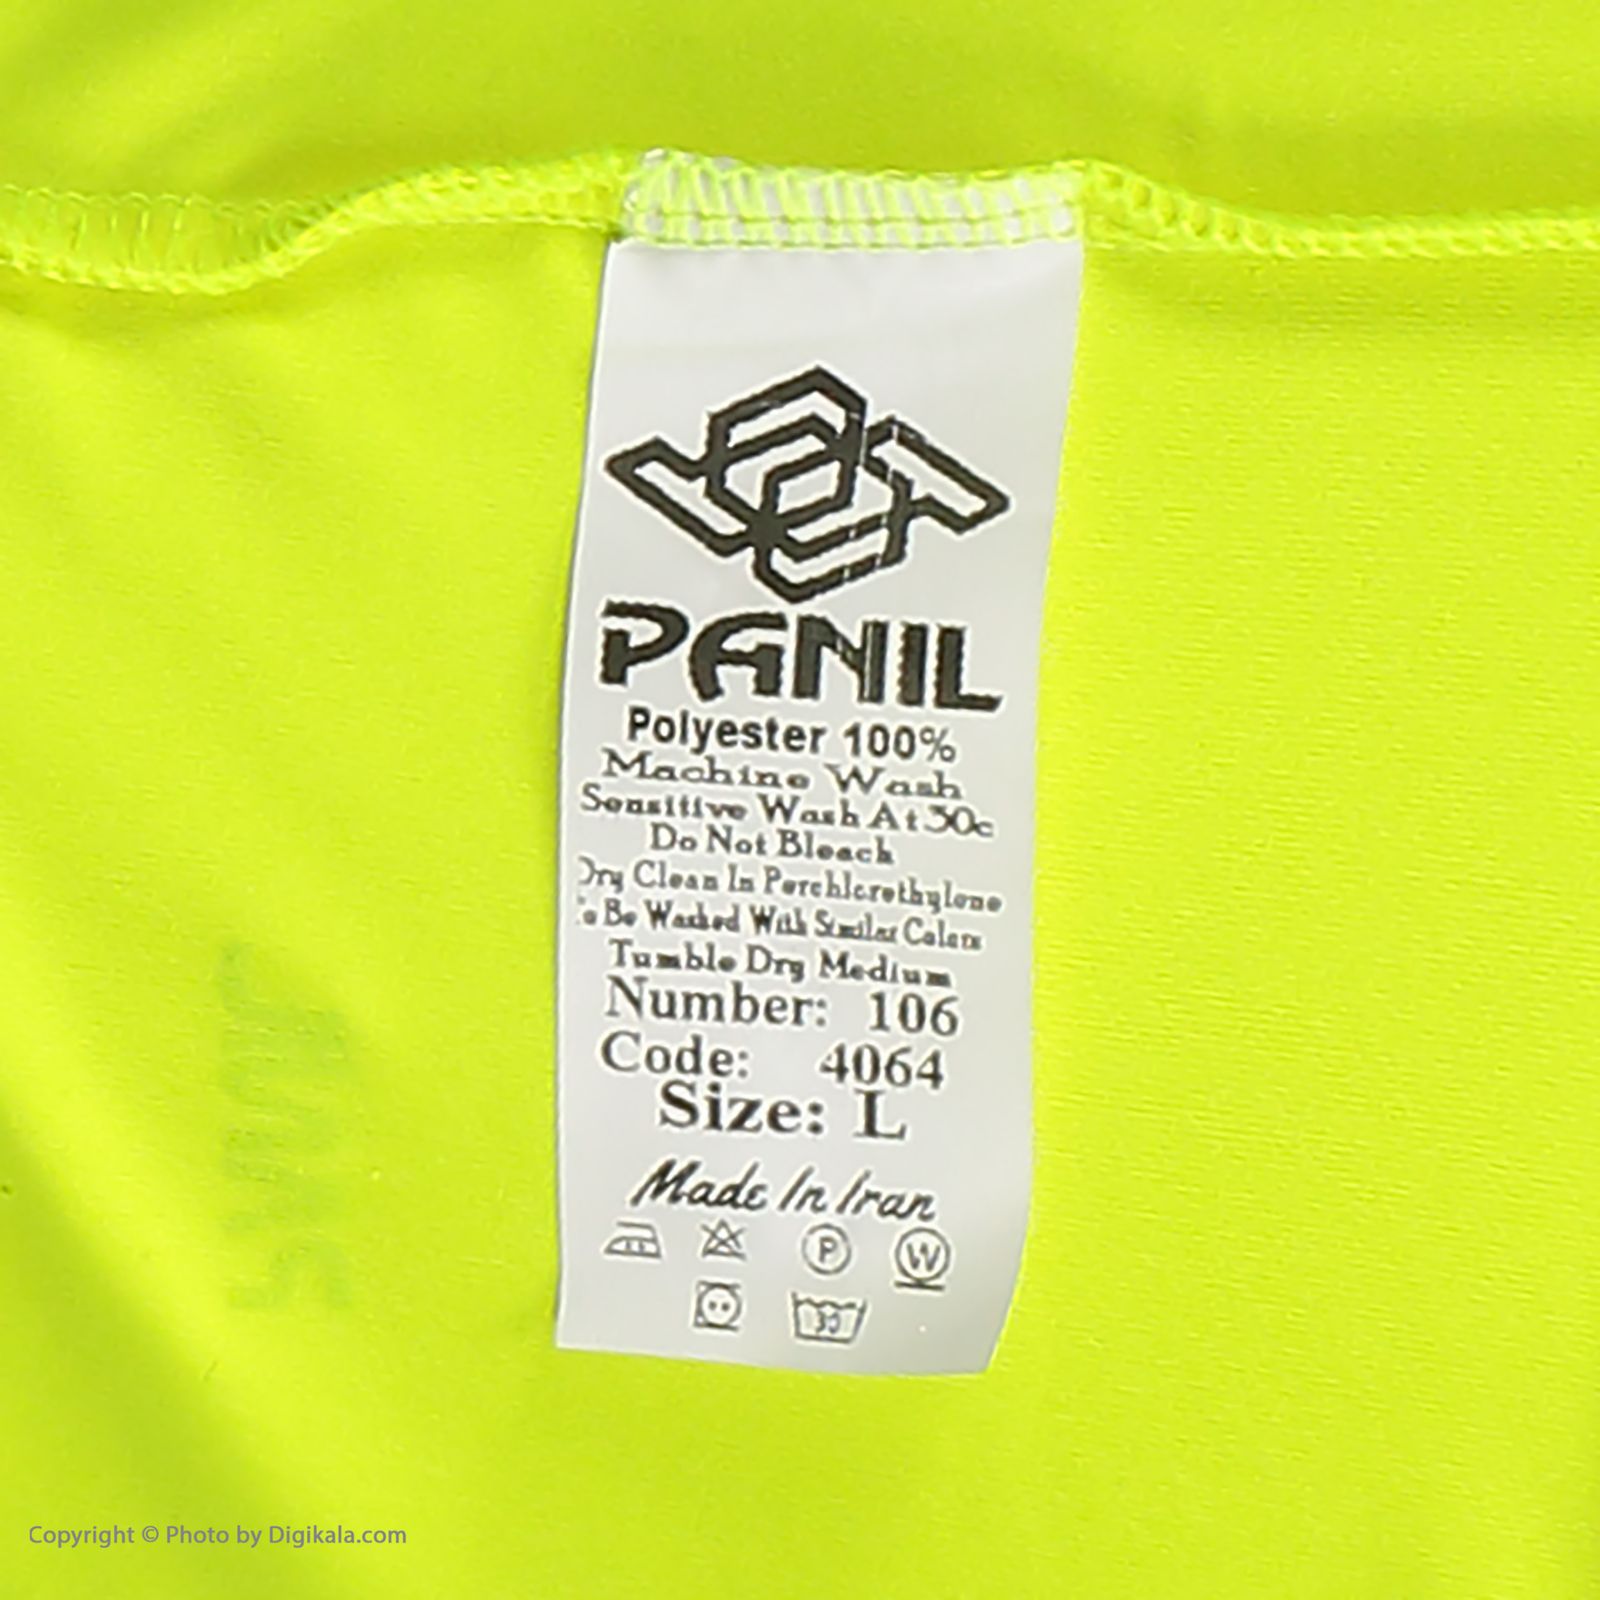 PANIL
Polyester 100%
Machine Wash
Sensitive Wash At 30c
Do Not Bleach
Dry Clean In Perchlorethylene
To Be Washed With Similar Colors
Tumble Dry Medium
Number: 106
Code: 4064
Size: L
Made In Iran
P W
30
Copyright © Photo by Digikala.com